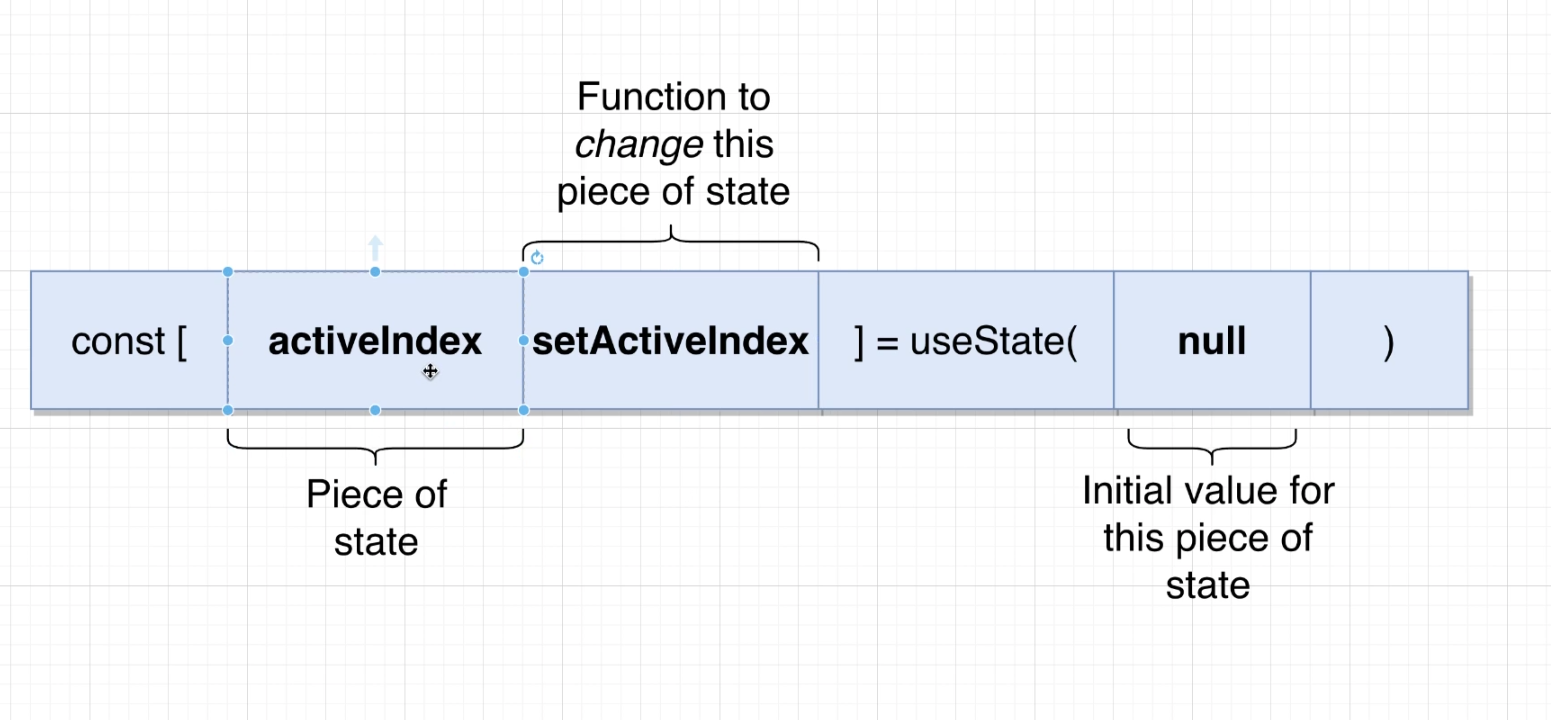 Function to
change this
piece of state
const [ activeIndex setActiveIndex ] = useState( null )
Piece of
state
Initial value for
this piece of
state